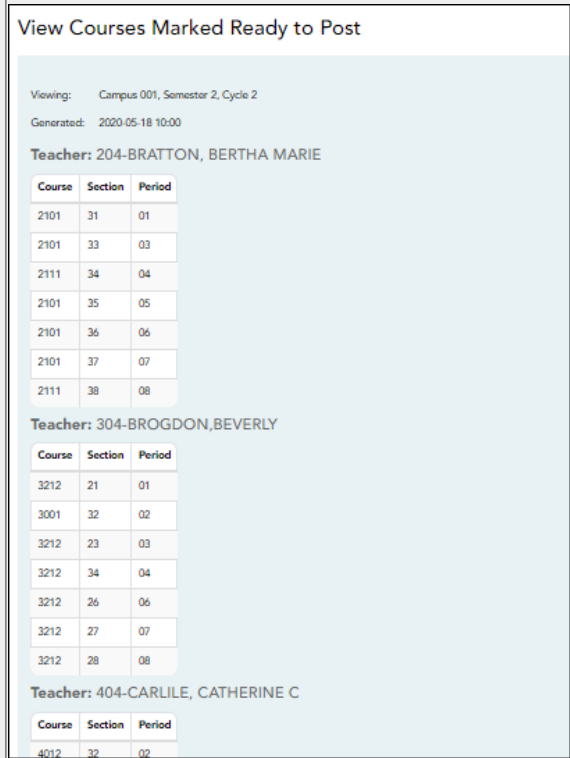 View Courses Marked Ready to Post
Viewing: Campus 001, Semester 2, Cycle 2
Generated: 2020-05-18 10:00
Teacher: 204-BRATTON, BERTHA MARIE
Course Section Period
2101 31 01
2101 33 03
2111 34 04
2101 35 05
2101 36 06
2101 37 07
2111 38 08
Teacher: 304-BROGDON,BEVERLY
Course Section Period
3212 21 01
3001 32 02
3212 23 03
3212 34 04
3212 26 06
3212 27 07
3212 28 08
Teacher: 404-CARLILE, CATHERINE C
Course Section Period
4012 32 02